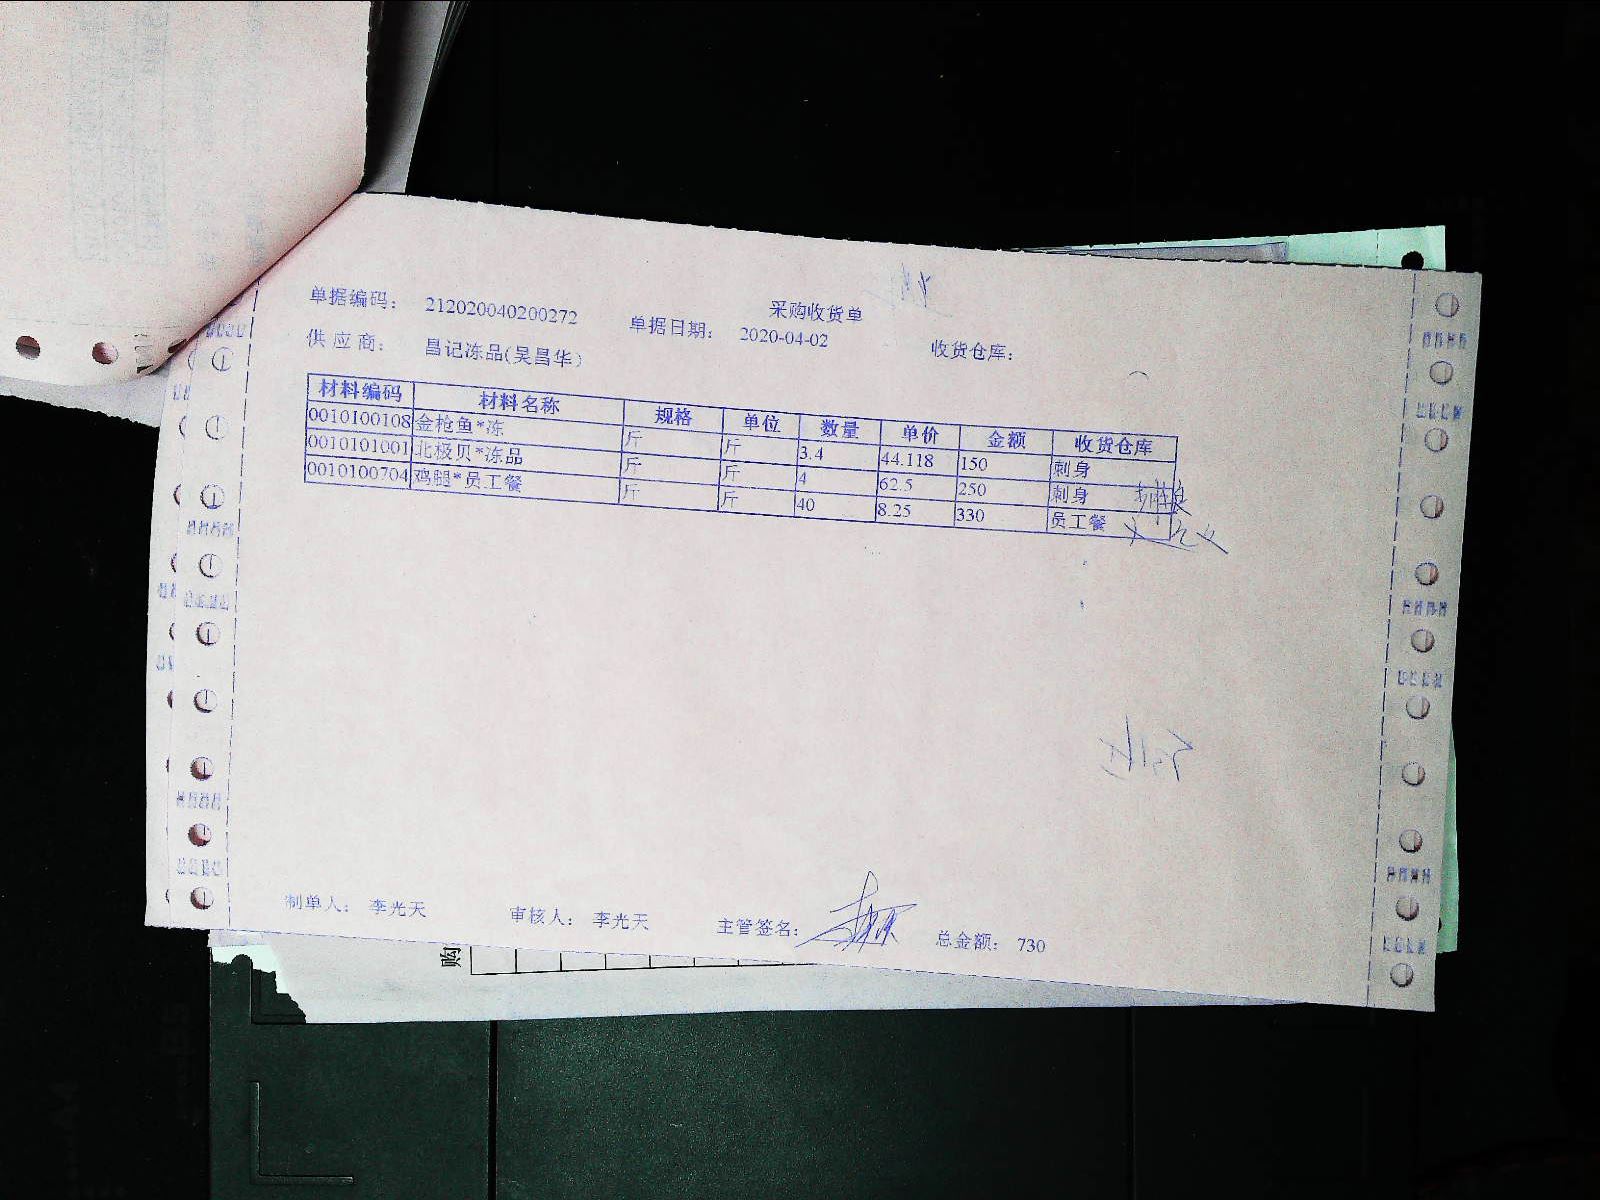 采购收货单
单据编码： 212020040200272 单据日期： 2020-04-02 收货仓库：
供应商： 昌记冻品(吴昌华)
材料编码 材料名称 规格 单位 数量 单价 金额 收货仓库
0010100108 金枪鱼*冻 斤 斤 3.4 44.118 150 刺身
0010101001 北极贝*冻品 斤 斤 4 62.5 250 刺身
0010100704 鸡腿*员工餐 斤 斤 40 8.25 330 员工餐
制单人： 李光天 审核人： 李光天 主管签名： 总金额： 730
购